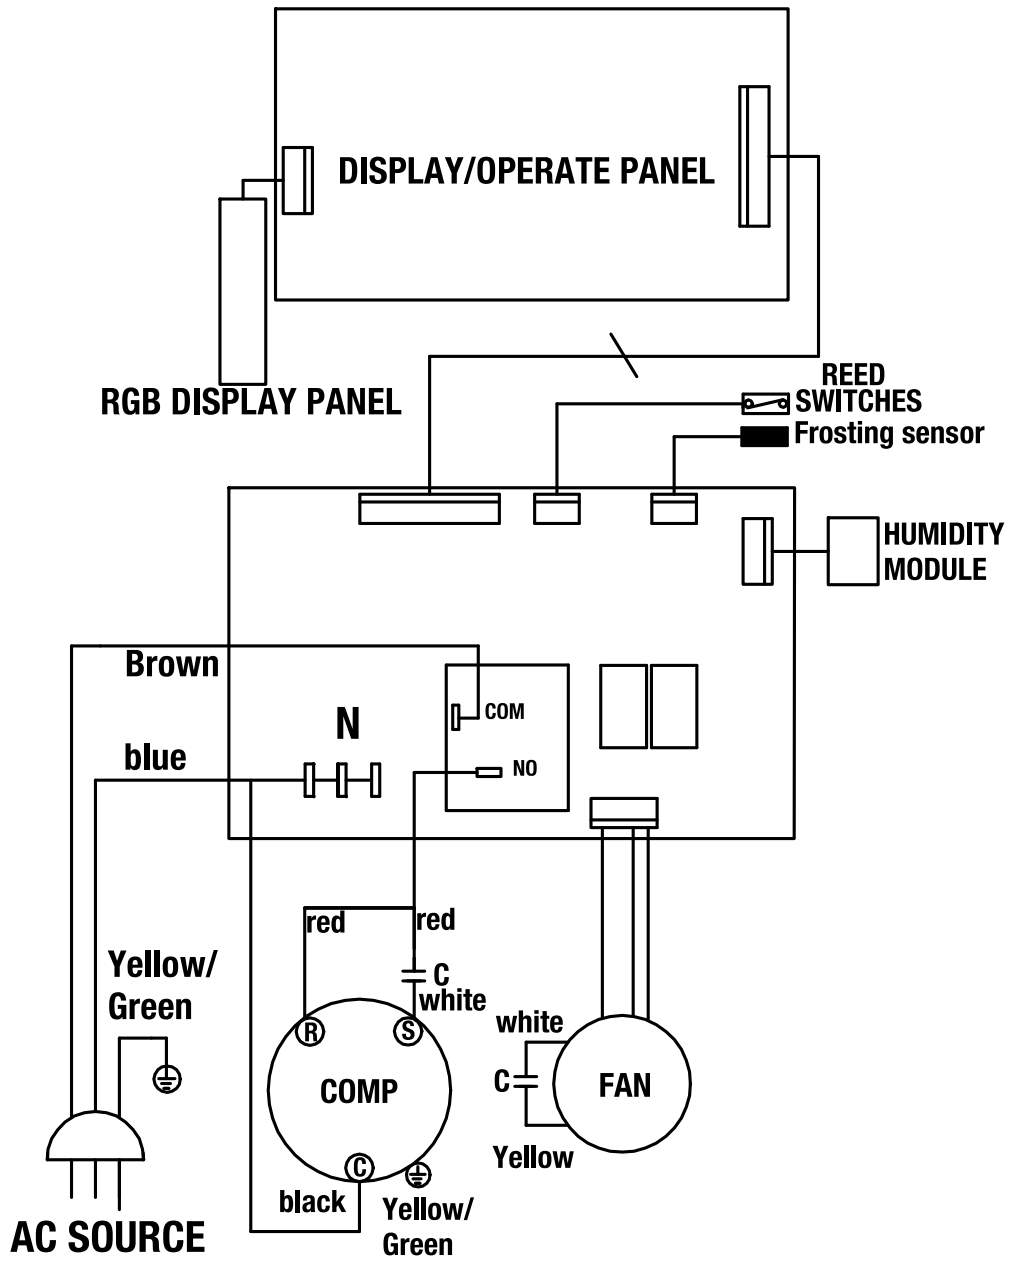 DISPLAY/OPERATE PANEL
RGB DISPLAY PANEL
REED
SWITCHES
Frosting sensor
HUMIDITY
MODULE
Brown
N
COM
blue
NO
red
red
Yellow/
Green
C
white
R
S
white
COMP
C
FAN
Yellow
C
black
Yellow/
Green
AC SOURCE